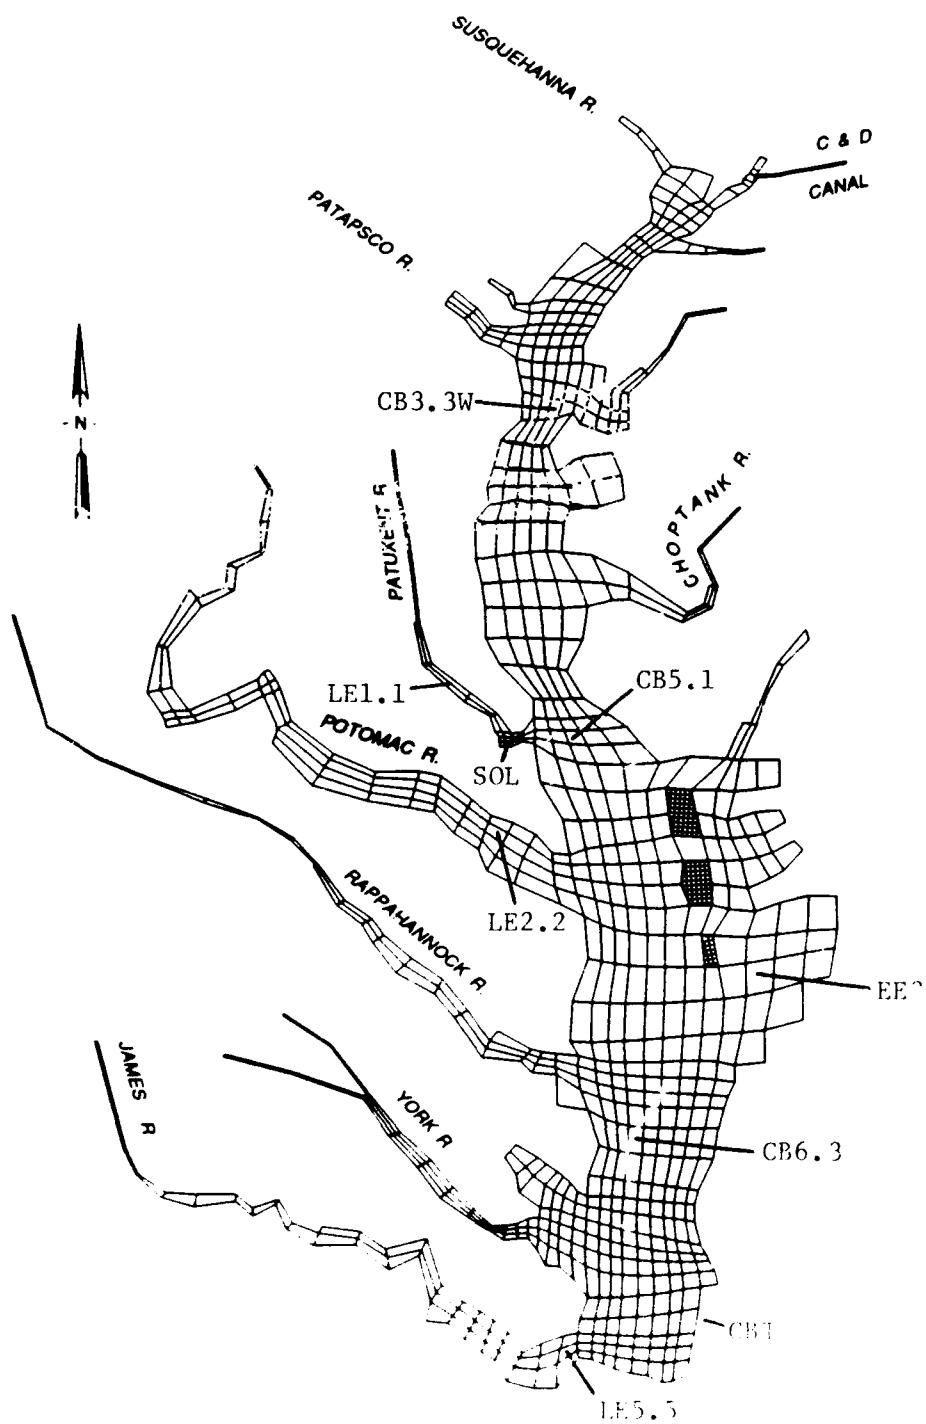 SUSQUEHANNA R.
C & D
CANAL
PATAPSCO R.
N
CB3.3W
PATUXENT R
CHOPTANK R.
LE1.1
CB5.1
POTOMAC R.
SOL
RAPPAHANNOCK R.
LE2.2
JAMES R
YORK R
CB6.3
LE5.5